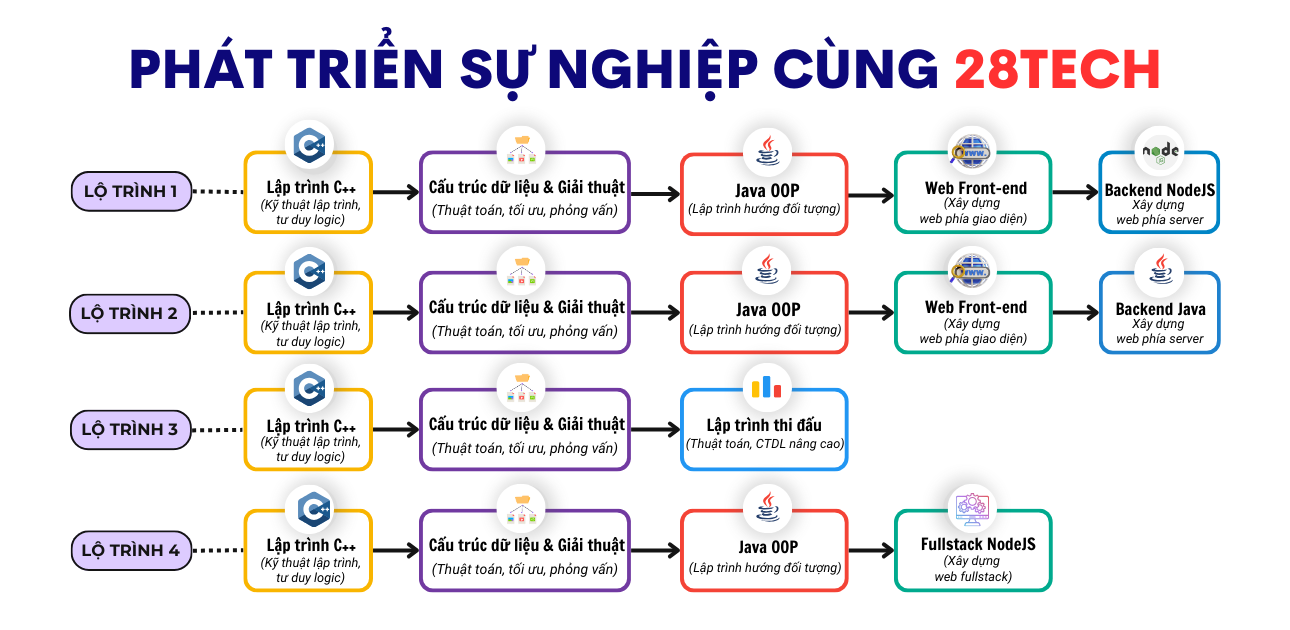 PHÁT TRIỂN SỰ NGHIỆP CÙNG 28TECH
LỘ TRÌNH 1
Lập trình C++
(Kỹ thuật lập trình,
tư duy logic)
Cấu trúc dữ liệu & Giải thuật
(Thuật toán, tối ưu, phỏng vấn)
Java OOP
(Lập trình hướng đối tượng)
WWW.
Web Front-end
(Xây dựng
web phía giao diện)
node
JS
Backend NodeJS
Xây dựng
web phía server
LỘ TRÌNH 2
Lập trình C++
(Kỹ thuật lập trình,
tư duy logic)
Cấu trúc dữ liệu & Giải thuật
(Thuật toán, tối ưu, phỏng vấn)
Java OOP
(Lập trình hướng đối tượng)
WWW.
Web Front-end
(Xây dựng
web phía giao diện)
Backend Java
Xây dựng
web phía server
LỘ TRÌNH 3
Lập trình C++
(Kỹ thuật lập trình,
tư duy logic)
Cấu trúc dữ liệu & Giải thuật
(Thuật toán, tối ưu, phỏng vấn)
Lập trình thi đấu
(Thuật toán, CTDL nâng cao)
LỘ TRÌNH 4
Lập trình C++
(Kỹ thuật lập trình,
tư duy logic)
Cấu trúc dữ liệu & Giải thuật
(Thuật toán, tối ưu, phỏng vấn)
Java OOP
(Lập trình hướng đối tượng)
Fullstack NodeJS
(Xây dựng
web fullstack)